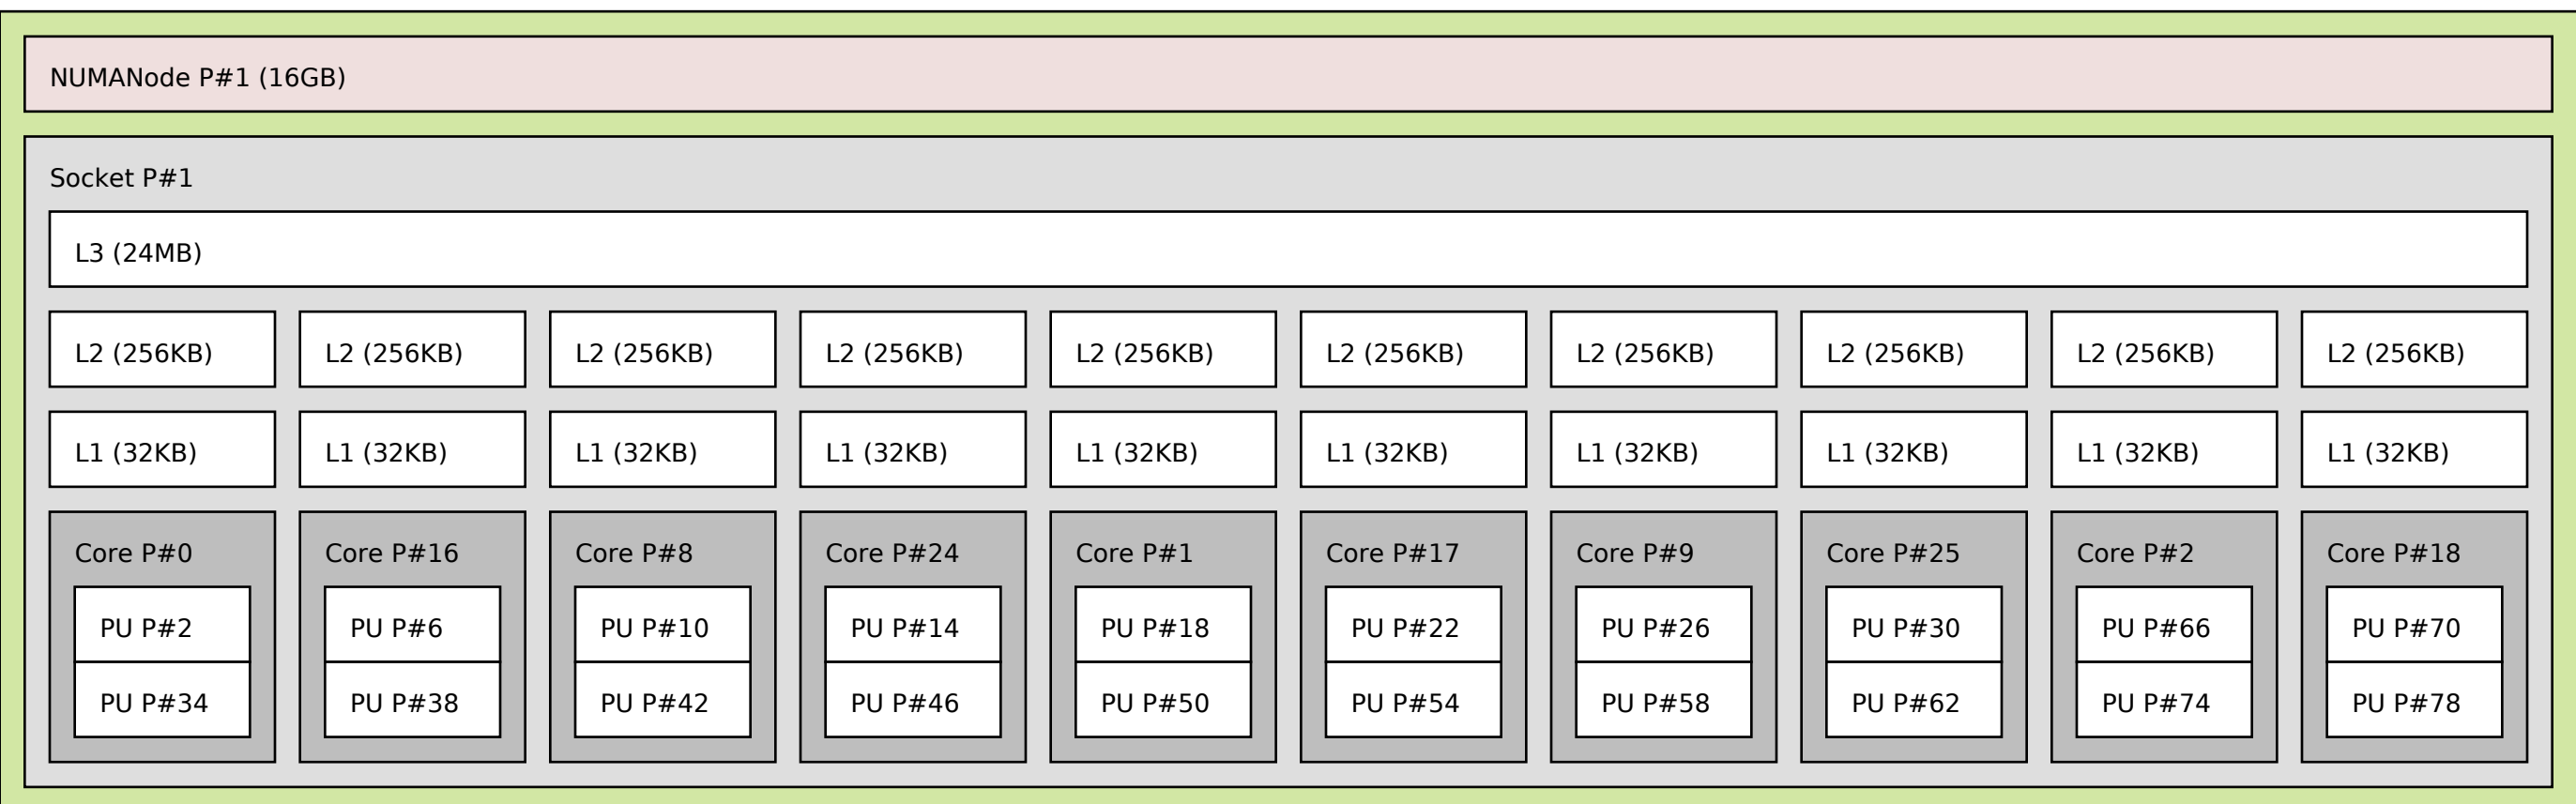 NUMANode P#1 (16GB)
Socket P#1
L3 (24MB)
L2 (256KB) L2 (256KB) L2 (256KB) L2 (256KB) L2 (256KB) L2 (256KB) L2 (256KB) L2 (256KB) L2 (256KB) L2 (256KB)
L1 (32KB) L1 (32KB) L1 (32KB) L1 (32KB) L1 (32KB) L1 (32KB) L1 (32KB) L1 (32KB) L1 (32KB) L1 (32KB)
Core P#0 Core P#16 Core P#8 Core P#24 Core P#1 Core P#17 Core P#9 Core P#25 Core P#2 Core P#18
PU P#2 PU P#6 PU P#10 PU P#14 PU P#18 PU P#22 PU P#26 PU P#30 PU P#66 PU P#70
PU P#34 PU P#38 PU P#42 PU P#46 PU P#50 PU P#54 PU P#58 PU P#62 PU P#74 PU P#78